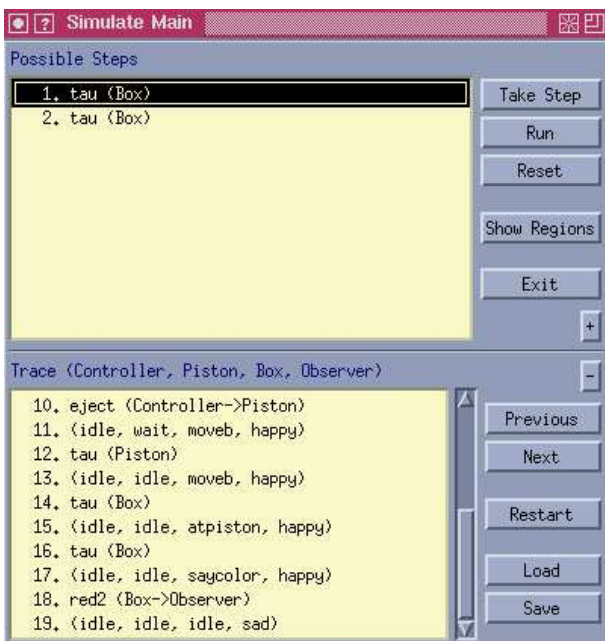 ? Simulate Main
Possible Steps
1. tau (Box)
2. tau (Box)
Take Step
Run
Reset
Show Regions
Exit
+
Trace (Controller, Piston, Box, Observer)
-
10. eject (Controller->Piston)
11. (idle, wait, moveb, happy)
12. tau (Piston)
13. (idle, idle, moveb, happy)
14. tau (Box)
15. (idle, idle, atpiston, happy)
16. tau (Box)
17. (idle, idle, saycolor, happy)
18. red2 (Box->Observer)
19. (idle, idle, idle, sad)
Previous
Next
Restart
Load
Save